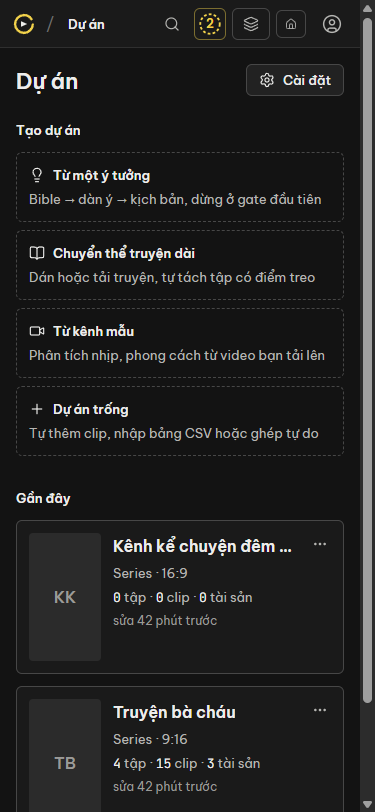 / Dự án
2
Dự án
Cài đặt
Tạo dự án
Từ một ý tưởng
Bible → dàn ý → kịch bản, dừng ở gate đầu tiên
Chuyển thể truyện dài
Dán hoặc tải truyện, tự tách tập có điểm treo
Từ kênh mẫu
Phân tích nhịp, phong cách từ video bạn tải lên
Dự án trống
Tự thêm clip, nhập bảng CSV hoặc ghép tự do
Gần đây
KK
Kênh kể chuyện đêm ...
Series · 16:9
0 tập · 0 clip · 0 tài sản
sửa 42 phút trước
TB
Truyện bà cháu
Series · 9:16
4 tập · 15 clip · 3 tài sản
sửa 42 phút trước